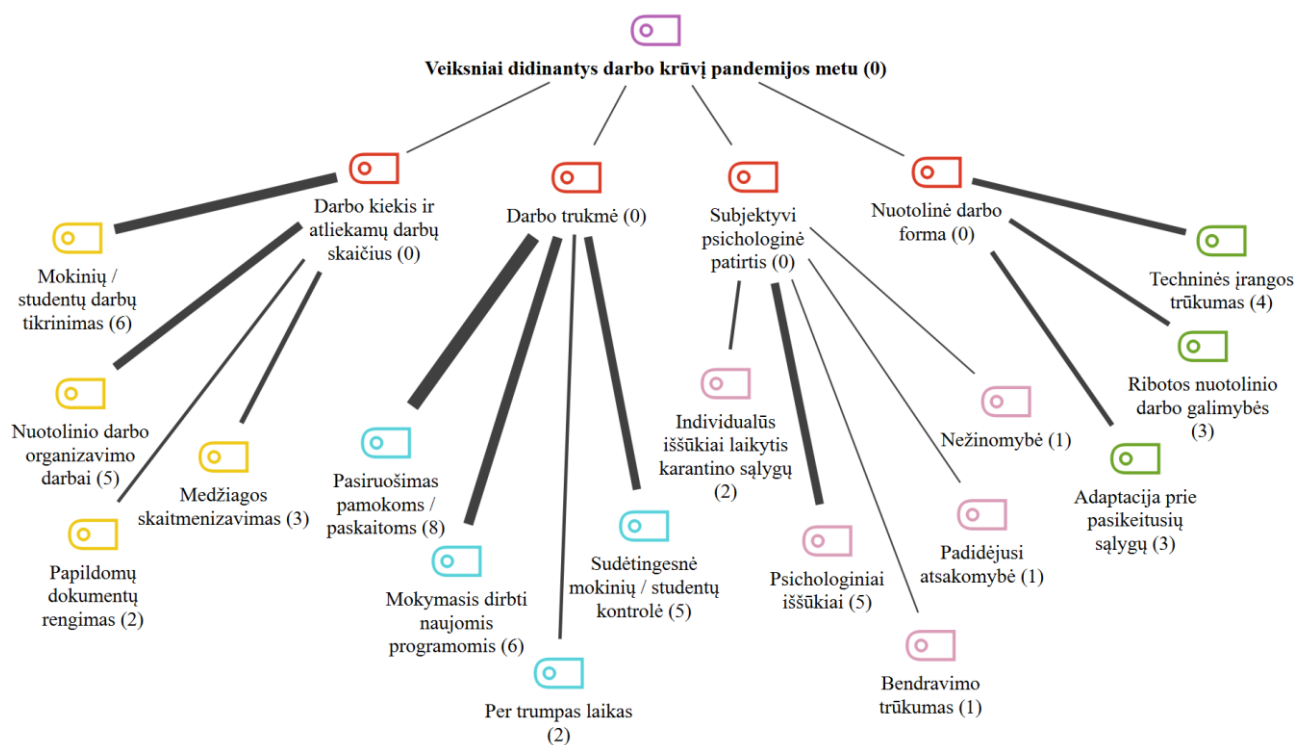 Veiksniai didinantys darbo krūvį pandemijos metu (0)
Darbo kiekis ir
atliekamų darbų
skaičius (0)
Darbo trukmė (0)
Subjektyvi
psichologinė
patirtis (0)
Nuotolinė darbo
forma (0)
Mokinių /
studentų darbų
tikrinimas (6)
Nuotolinio darbo
organizavimo
darbai (5)
Papildomų
dokumentų
rengimas (2)
Medžiagos
skaitmenizavimas (3)
Pasiruošimas
pamokoms /
paskaitoms (8)
Mokymasis dirbti
naujomis
programomis (6)
Per trumpas laikas
(2)
Sudėtingesnė
mokinių / studentų
kontrolė (5)
Individualūs
iššūkiai laikytis
karantino sąlygų
(2)
Psichologiniai
iššūkiai (5)
Bendravimo
trūkumas (1)
Padidėjusi
atsakomybė (1)
Nežinomybė (1)
Adaptacija prie
pasikeitusių
sąlygų (3)
Ribotos nuotolinio
darbo galimybės
(3)
Techninės įrangos
trūkumas (4)